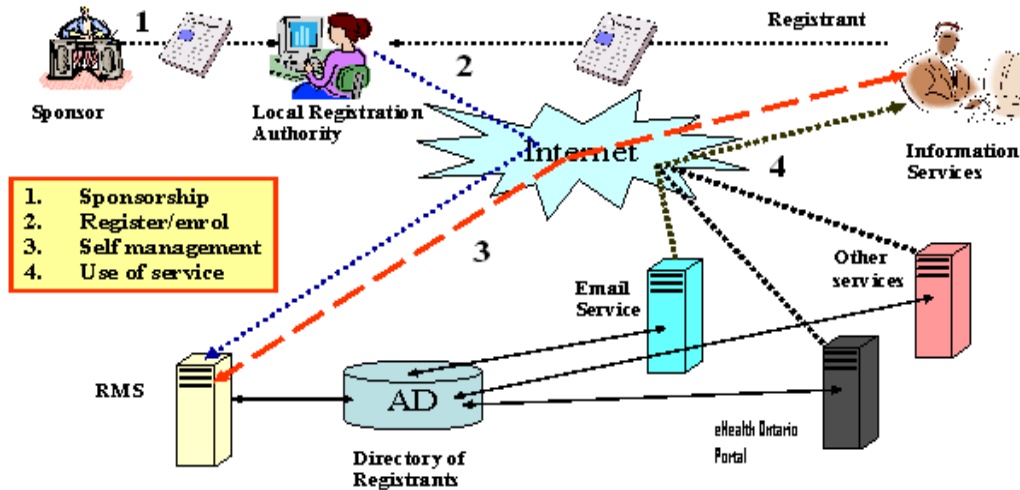 1
Registrant
2
Sponsor
Local Registration
Authority
Internet
4
Information
Services
1. Sponsorship
2. Register/enrol
3. Self management
4. Use of service
3
Email
Service
Other
services
RMS
AD
eHealth Ontario
Portal
Directory of
Registrants